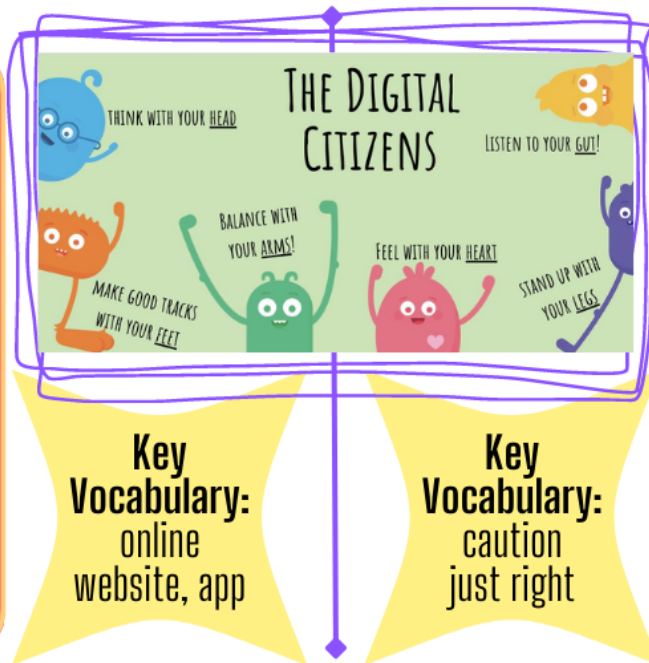 THE DIGITAL
CITIZENS
THINK WITH YOUR HEAD
LISTEN TO YOUR GUT!
BALANCE WITH
YOUR ARMS!
FEEL WITH YOUR HEART
STAND UP WITH
YOUR LEGS
MAKE GOOD TRACKS
WITH YOUR FEET
Key
Vocabulary:
online
website, app
Key
Vocabulary:
caution
just right